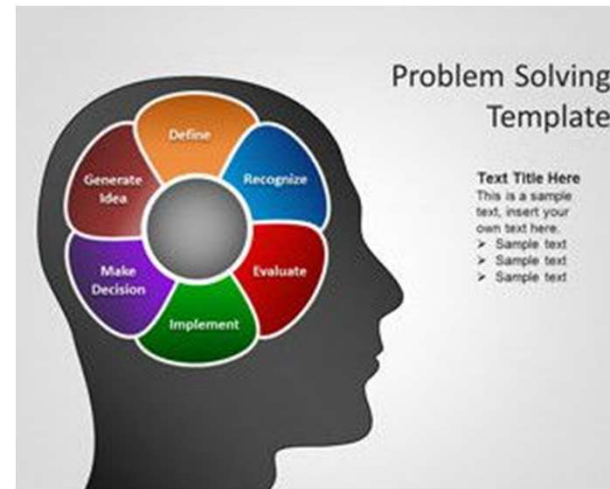 Problem Solving
Template
Define
Generate
Idea
Recognize
Make
Decision
Evaluate
Implement
Text Title Here
This is a sample
text, insert your
own text here.
➢ Sample text
➢ Sample text
➢ Sample text